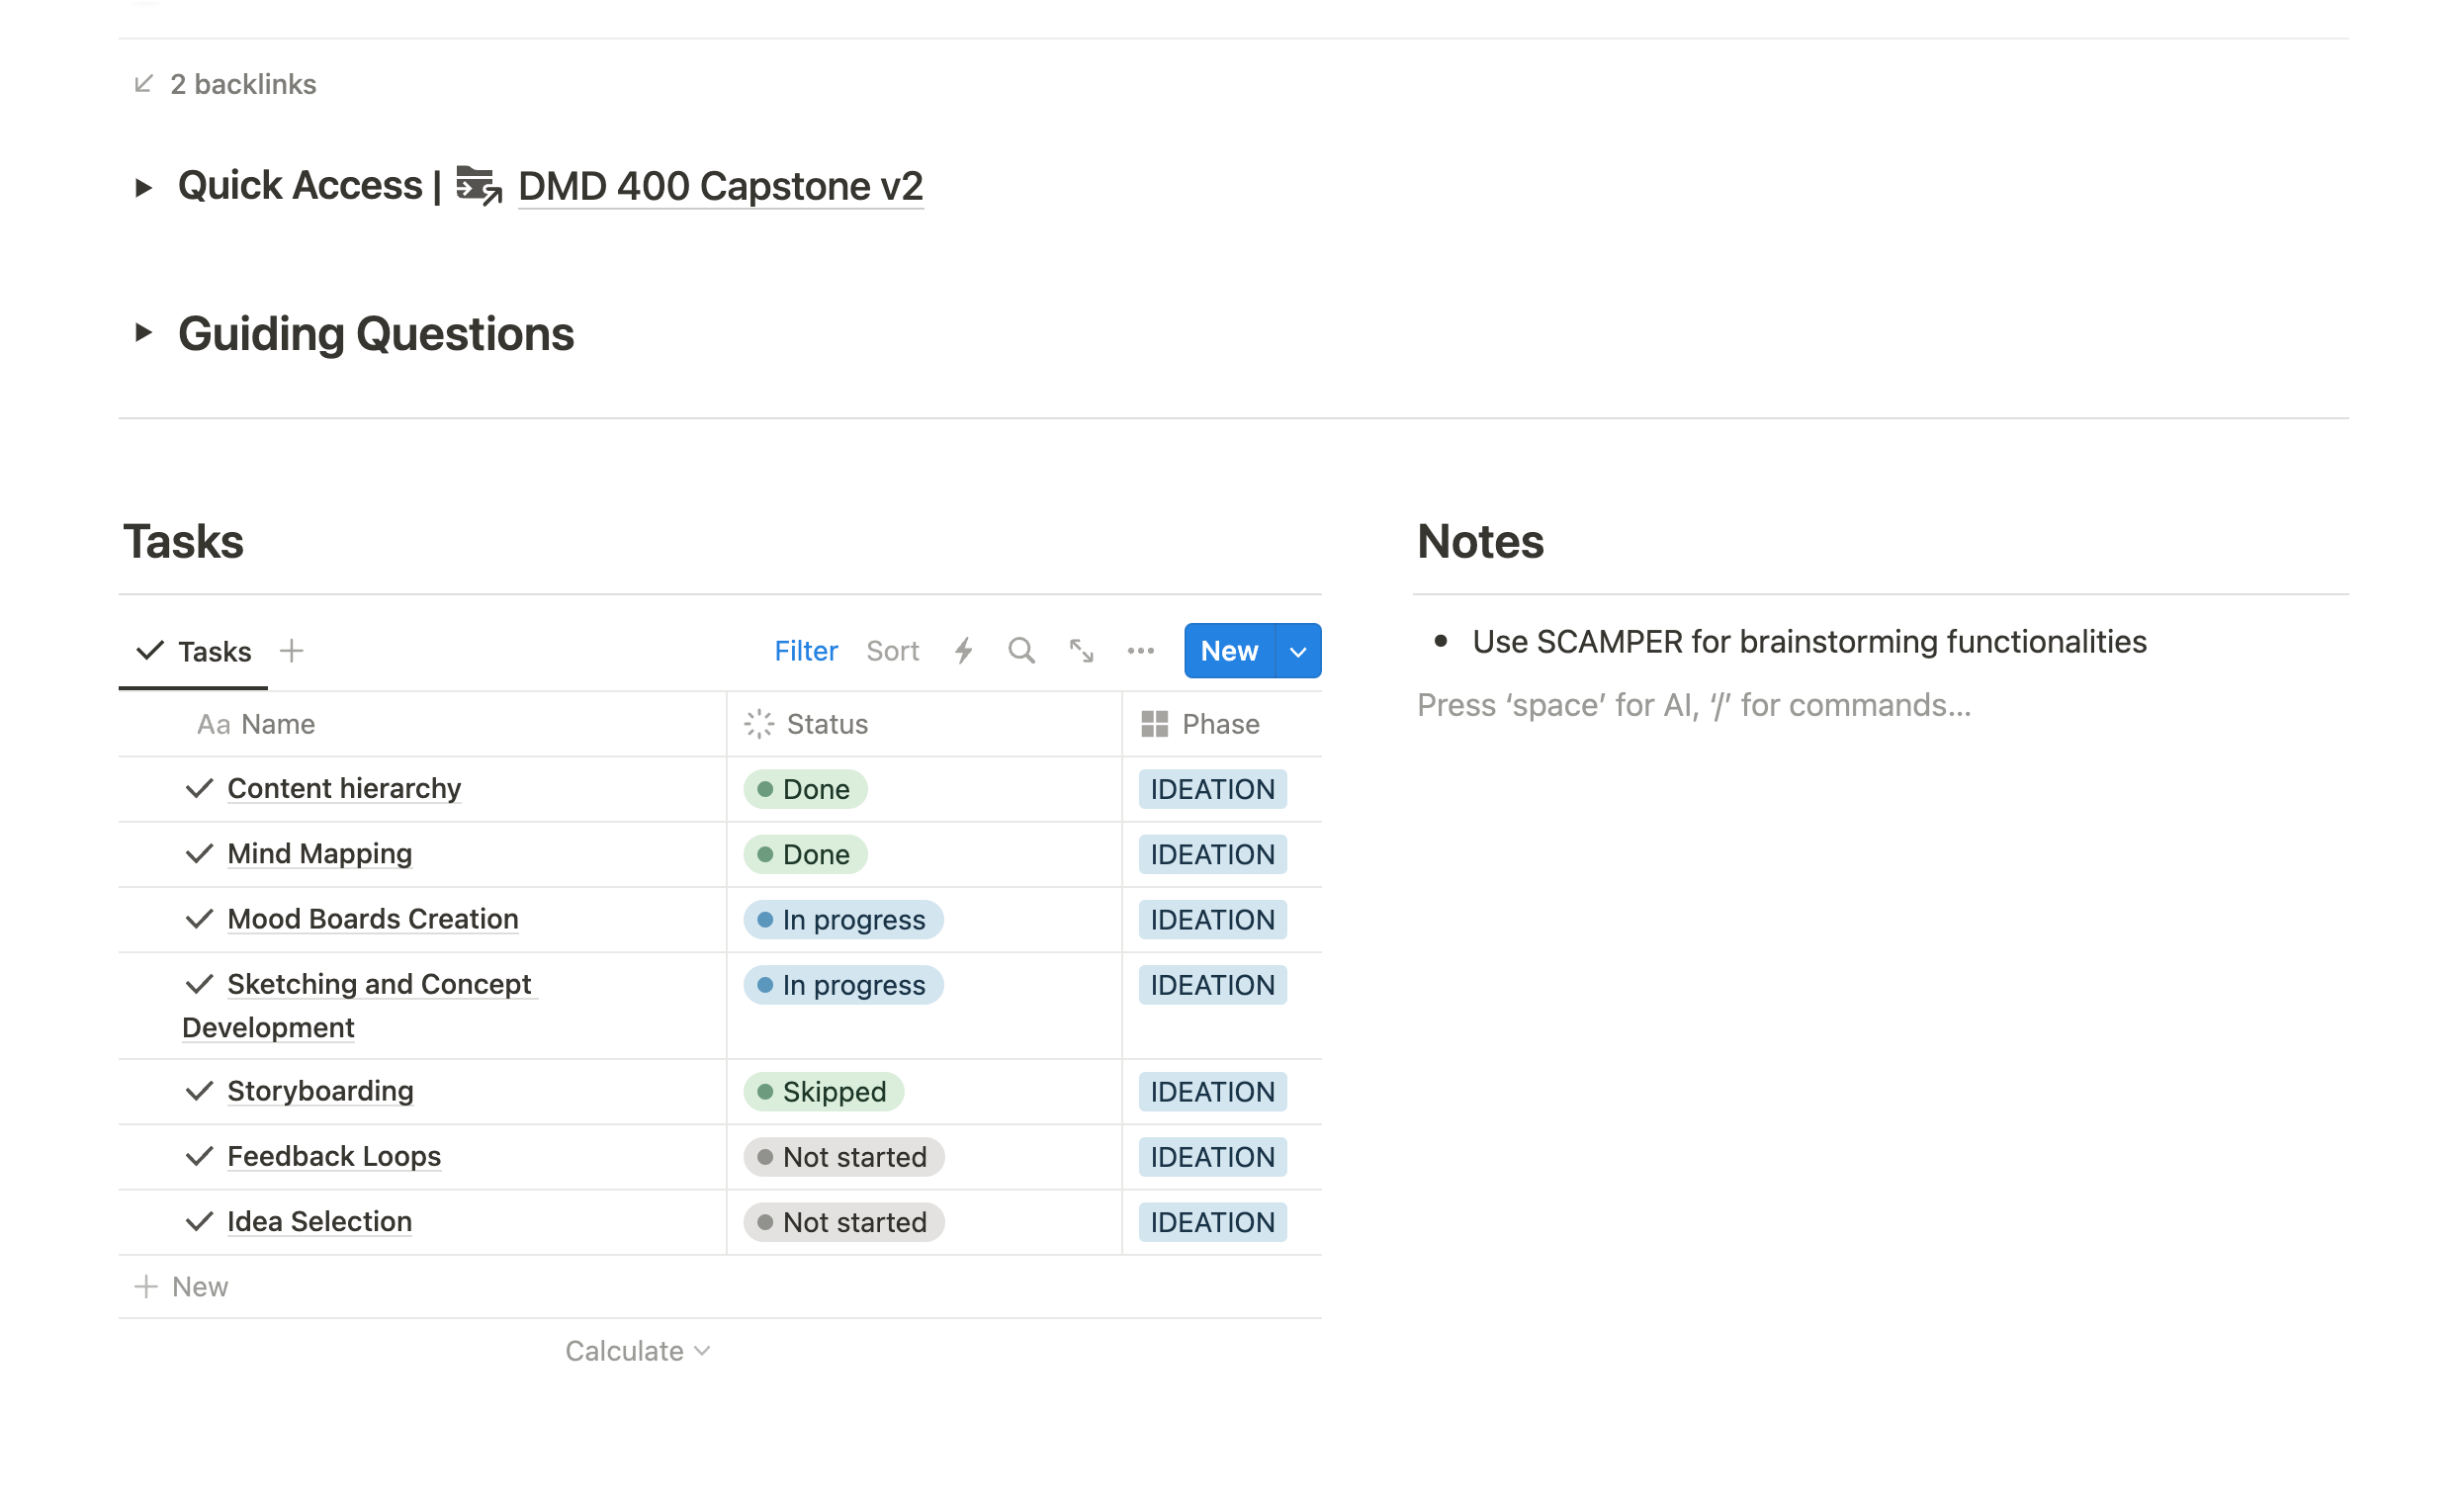 2 backlinks
Quick Access | DMD 400 Capstone v2
Guiding Questions
Tasks
Tasks
Filter Sort New
Aa Name Status Phase
Content hierarchy Done IDEATION
Mind Mapping Done IDEATION
Mood Boards Creation In progress IDEATION
Sketching and Concept In progress IDEATION
Development
Storyboarding Skipped IDEATION
Feedback Loops Not started IDEATION
Idea Selection Not started IDEATION
New
Calculate
Notes
Use SCAMPER for brainstorming functionalities
Press ‘space’ for AI, ‘/’ for commands…